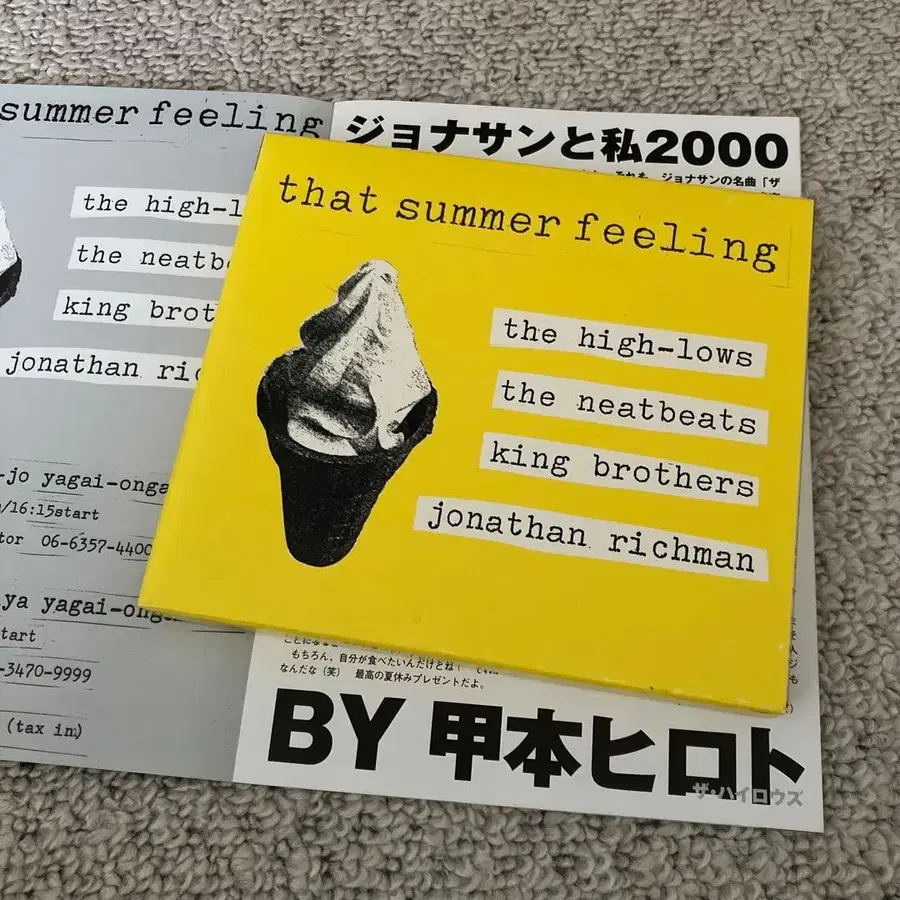 summer feeling
the high-l
the neatb
king brot
jonathan ric
-jo yagai-onga
/16:15start
tor 06-6357-4400
ya yagai-onga
tart
-3470-9999
(tax in)
ジョナサンと私2000
ジョナサンの名曲「ザ
that summer feeling
the high-lows
the neatbeats
king brothers
jonathan richman
もちろん、自分が食べたいんだけどね」
なんだな(笑) 最高の夏休みプレゼントだよ。
BY 甲本ヒロト
ザ・ハイロウズ